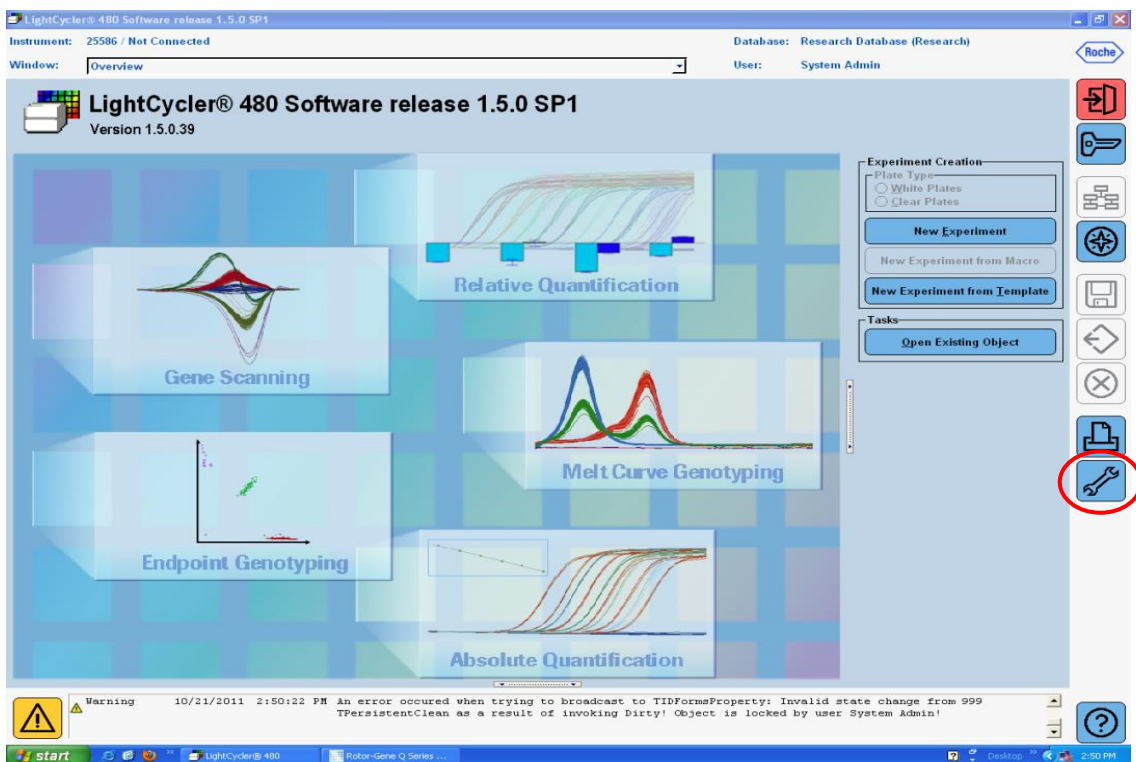 LightCycler® 480 Software release 1.5.0 SP1
Instrument: 25586 / Not Connected
Database: Research Database (Research)
Window: Overview
User: System Admin
Roche
LightCycler® 480 Software release 1.5.0 SP1
Version 1.5.0.39
Relative Quantification
Gene Scanning
Melt Curve Genotyping
Endpoint Genotyping
Absolute Quantification
Experiment Creation
Plate Type
White Plates
Clear Plates
New Experiment
New Experiment from Macro
New Experiment from Template
Tasks
Open Existing Object
Warning 10/21/2011 2:50:22 PM An error occured when trying to broadcast to TIDFormsProperty: Invalid state change from 999
TPersistentClean as a result of invoking Dirty! Object is locked by user System Admin!
start
LightCycler® 480
Rotor-Gene Q Series ...
Desktop
2:50 PM